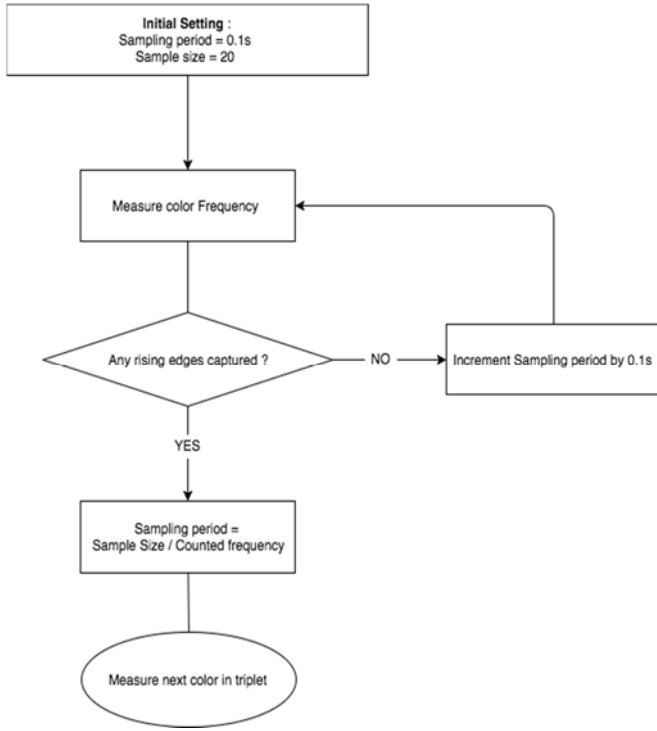 Initial Setting :
Sampling period = 0.1s
Sample size = 20
Measure color Frequency
Any rising edges captured ?
NO
Increment Sampling period by 0.1s
YES
Sampling period =
Sample Size / Counted frequency
Measure next color in triplet